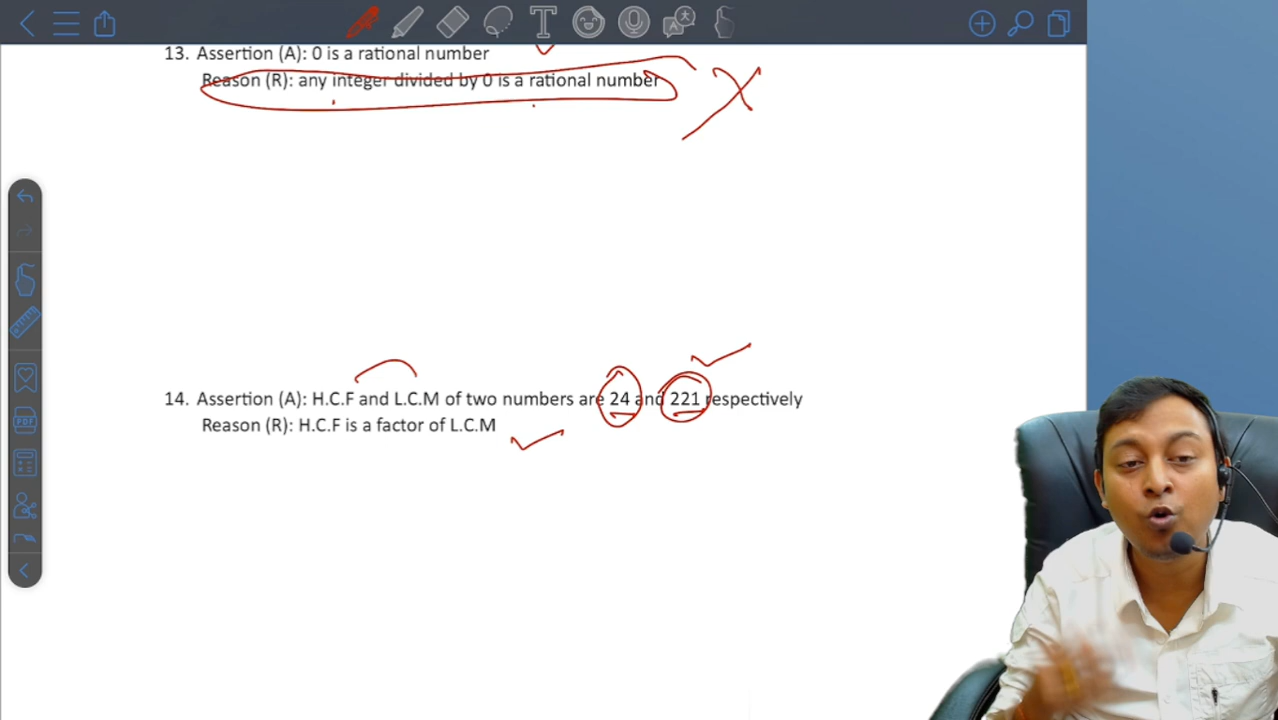 13. Assertion (A): 0 is a rational number
Reason (R): any integer divided by 0 is a rational number
14. Assertion (A): H.C.F and L.C.M of two numbers are 24 and 221 respectively
Reason (R): H.C.F is a factor of L.C.M